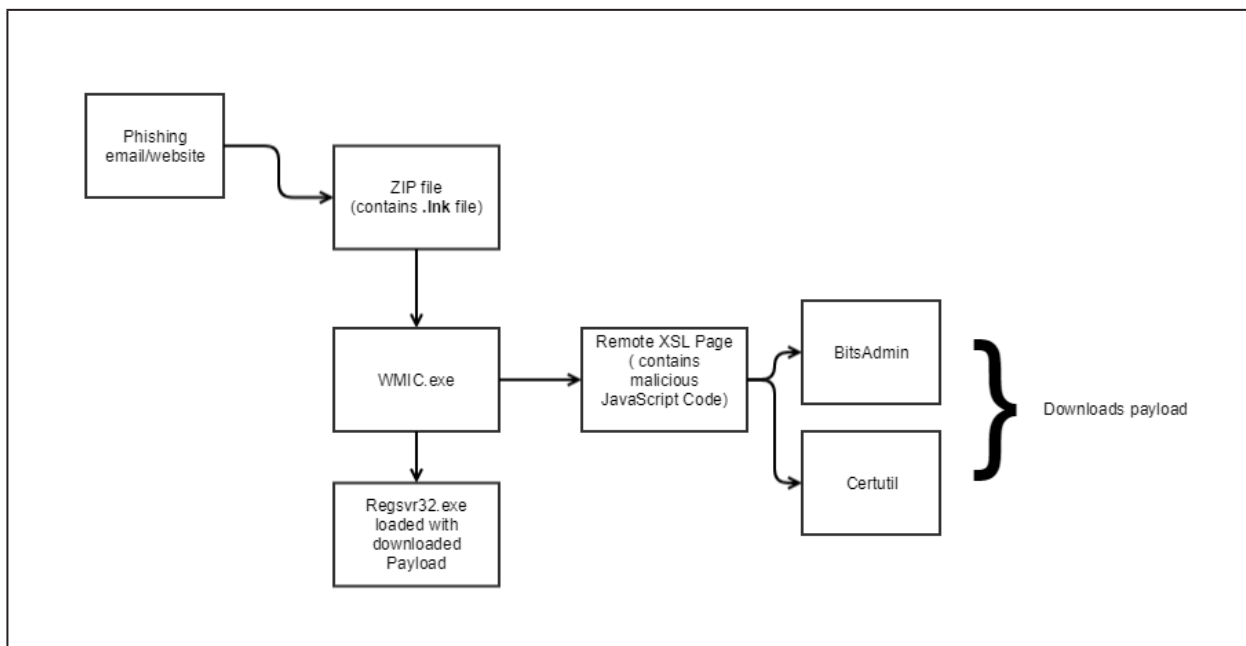 Phishing
email/website
ZIP file
(contains .lnk file)
WMIC.exe
Remote XSL Page
( contains
malicious
JavaScript Code)
BitsAdmin
Certutil
Downloads payload
Regsvr32.exe
loaded with
downloaded
Payload